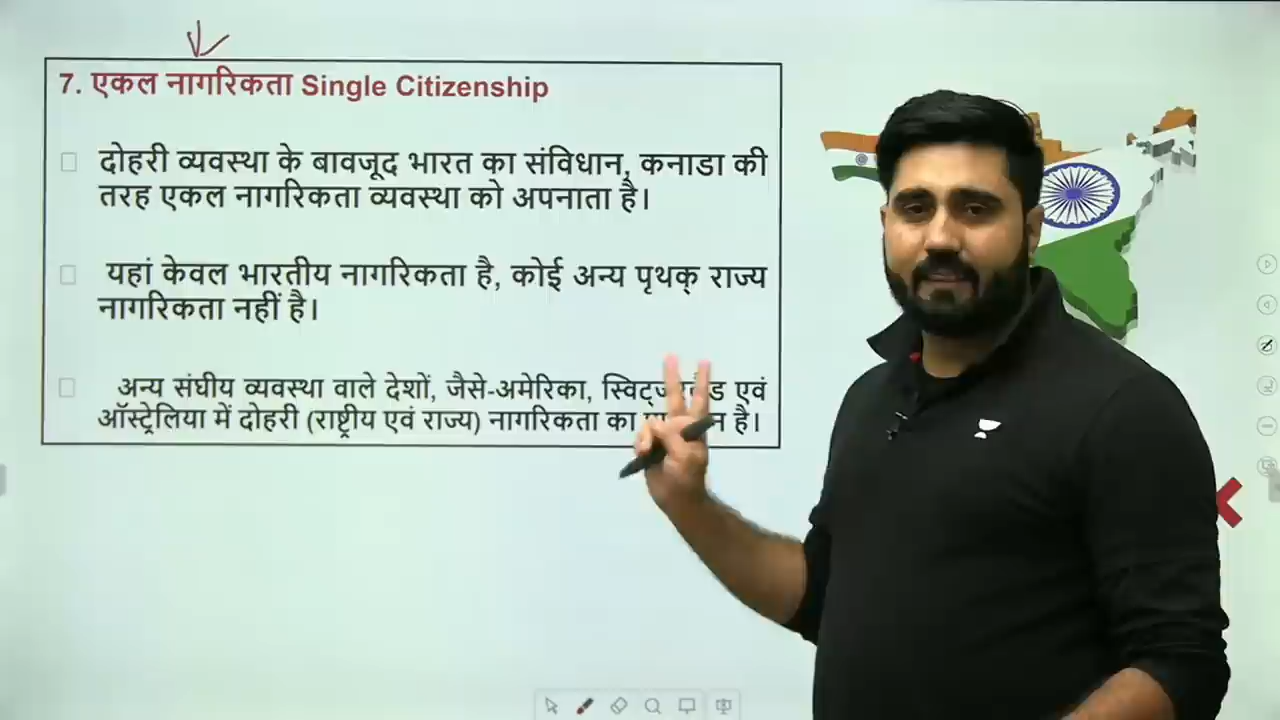 7. एकल नागरिकता Single Citizenship
दोहरी व्यवस्था के बावजूद भारत का संविधान, कनाडा की
तरह एकल नागरिकता व्यवस्था को अपनाता है।
यहां केवल भारतीय नागरिकता है, कोई अन्य पृथक् राज्य
नागरिकता नहीं है।
अन्य संघीय व्यवस्था वाले देशों, जैसे-अमेरिका, एवं
ऑस्ट्रेलिया में दोहरी (राष्ट्रीय एवं राज्य) नागरिकता का है।